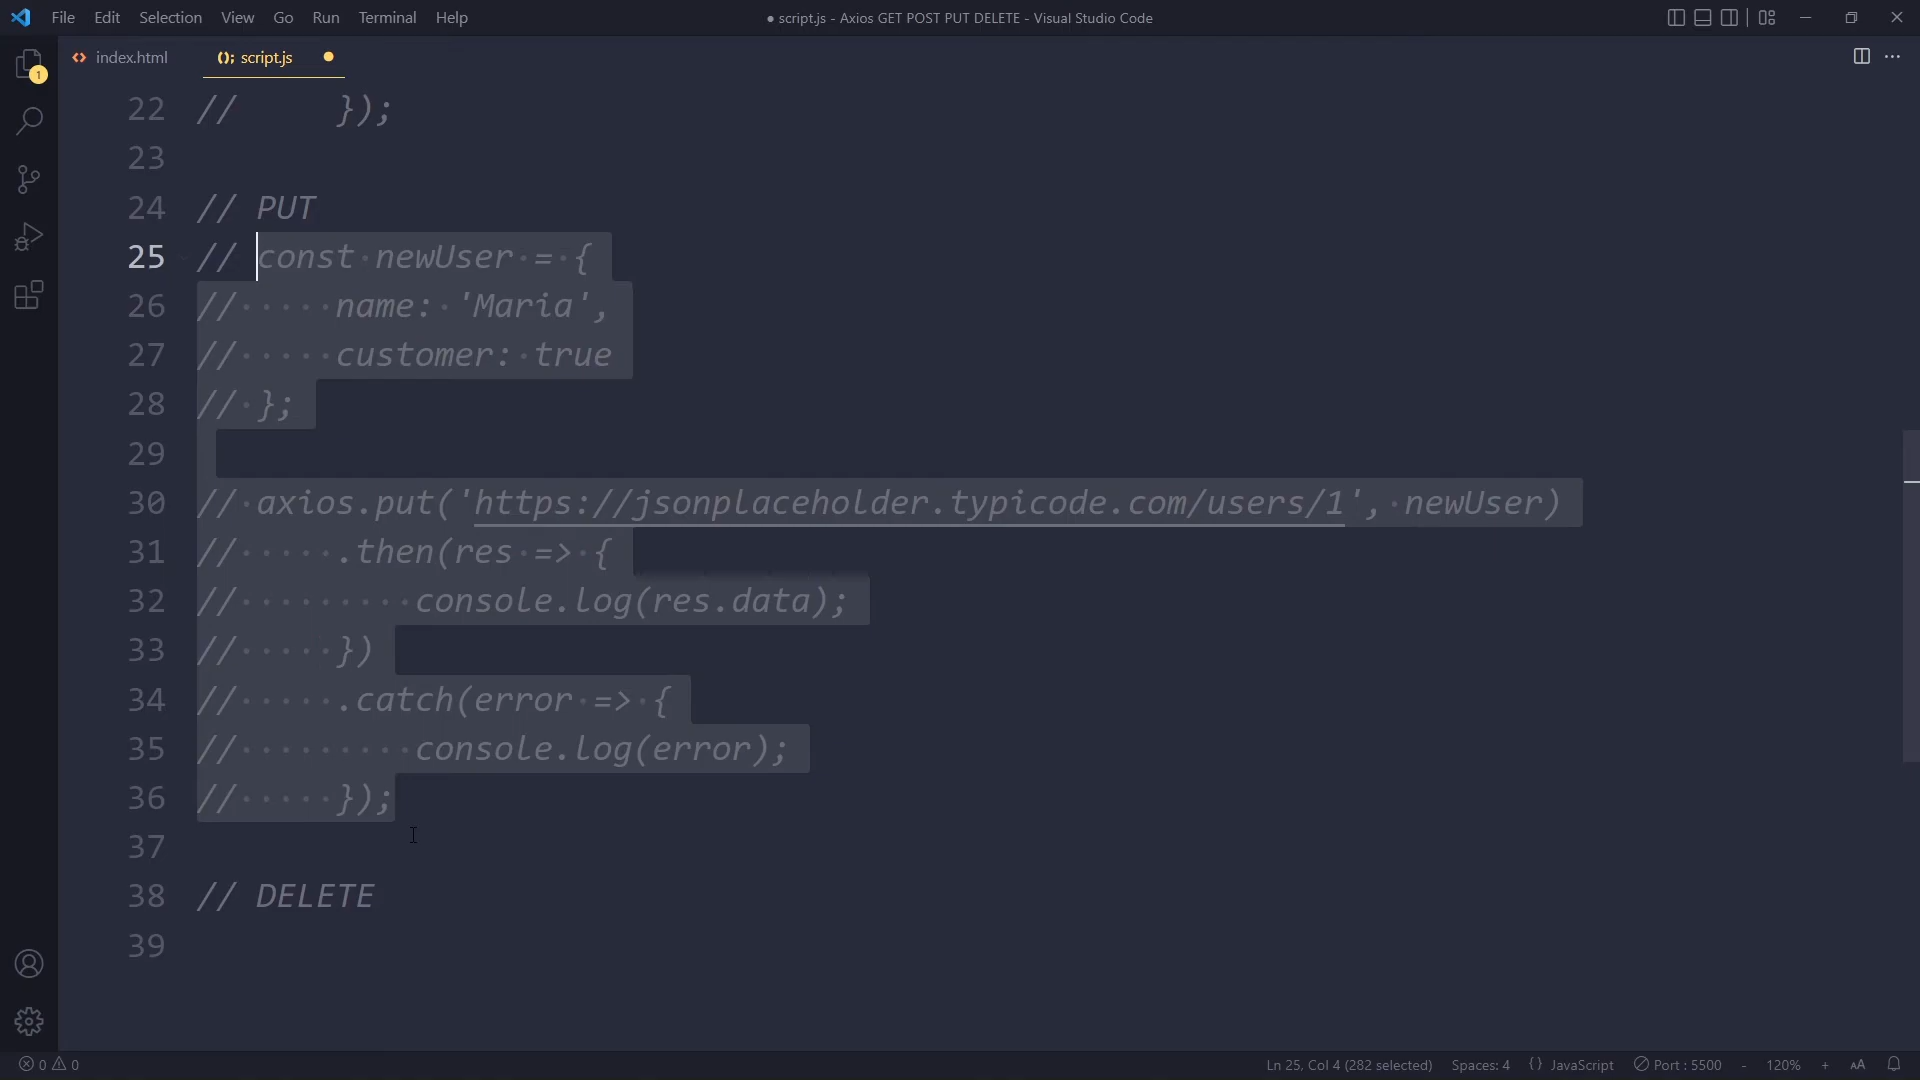 File Edit Selection View Go Run Terminal Help
● script.js - Axios GET POST PUT DELETE - Visual Studio Code
index.html
script.js
1
22 //     });
23
24 // PUT
25 // const newUser = {
26 //     name: 'Maria',
27 //     customer: true
28 // };
29
30 // axios.put('https://jsonplaceholder.typicode.com/users/1', newUser)
31 //     .then(res => {
32 //         console.log(res.data);
33 //     })
34 //     .catch(error => {
35 //         console.log(error);
36 //     });
37
38 // DELETE
39
0 0
Ln 25, Col 4 (282 selected) Spaces: 4 {} JavaScript Port : 5500 - 120% + AA